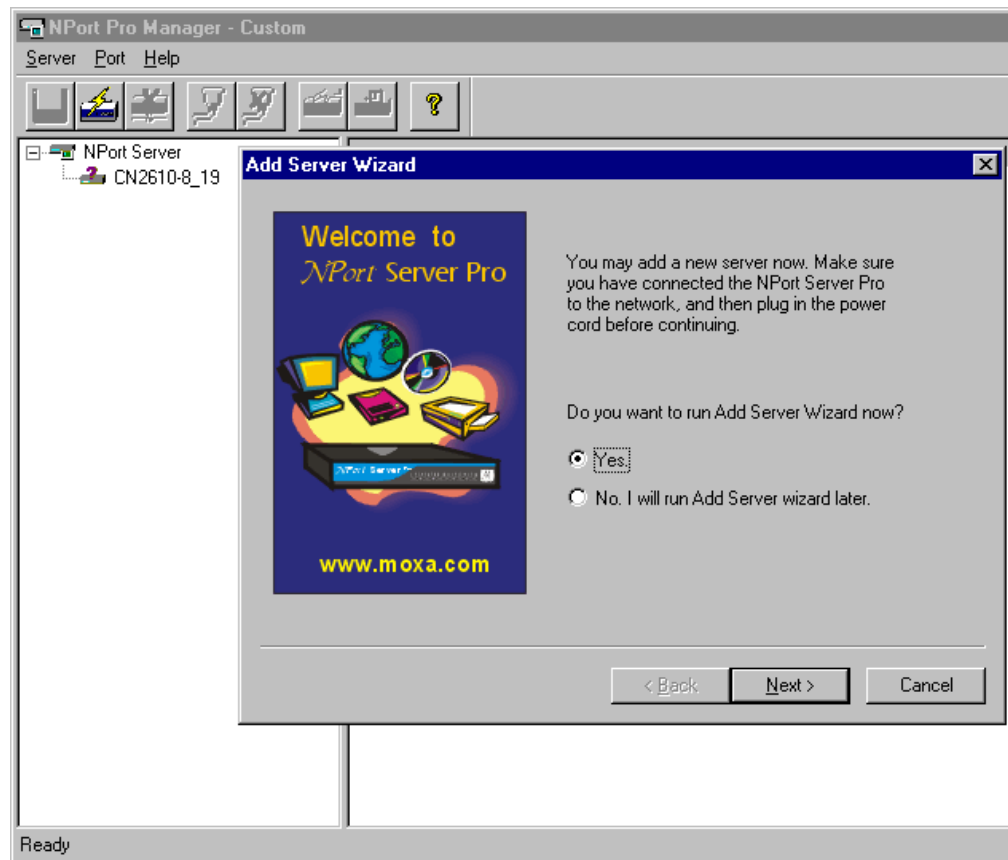 NPort Pro Manager - Custom
Server Port Help
NPort Server
CN2610-8_19
Add Server Wizard
Welcome to
NPort Server Pro
NPort Server
www.moxa.com
You may add a new server now. Make sure
you have connected the NPort Server Pro
to the network, and then plug in the power
cord before continuing.
Do you want to run Add Server Wizard now?
Yes.
No. I will run Add Server wizard later.
< Back
Next >
Cancel
Ready